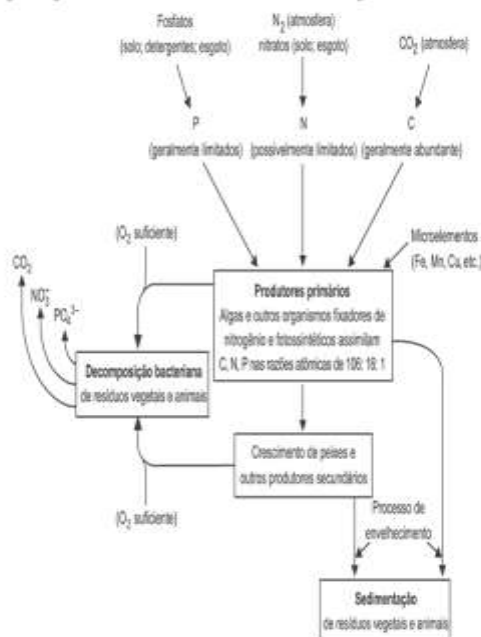 Fosfatos
(solo; detergentes; esgoto)
N₂ (atmosfera)
nitratos (solo; esgoto)
CO₂ (atmosfera)
P
(geralmente limitados)
N
(possivelmente limitados)
C
(geralmente abundante)
(O₂ suficiente)
Microelementos
(Fe, Mn, Cu, etc.)
CO₂
NO₃⁻
PO₄³⁻
Produtores primários
Algas e outros organismos fixadores de
nitrogênio e fotossintéticos assimilam
C, N, P nas razões atômicas de 106: 16: 1
Decomposição bacteriana
de resíduos vegetais e animais
Crescimento de peixes e
outros produtores secundários
(O₂ suficiente)
Processo de
envelhecimento
Sedimentação
de resíduos vegetais e animais